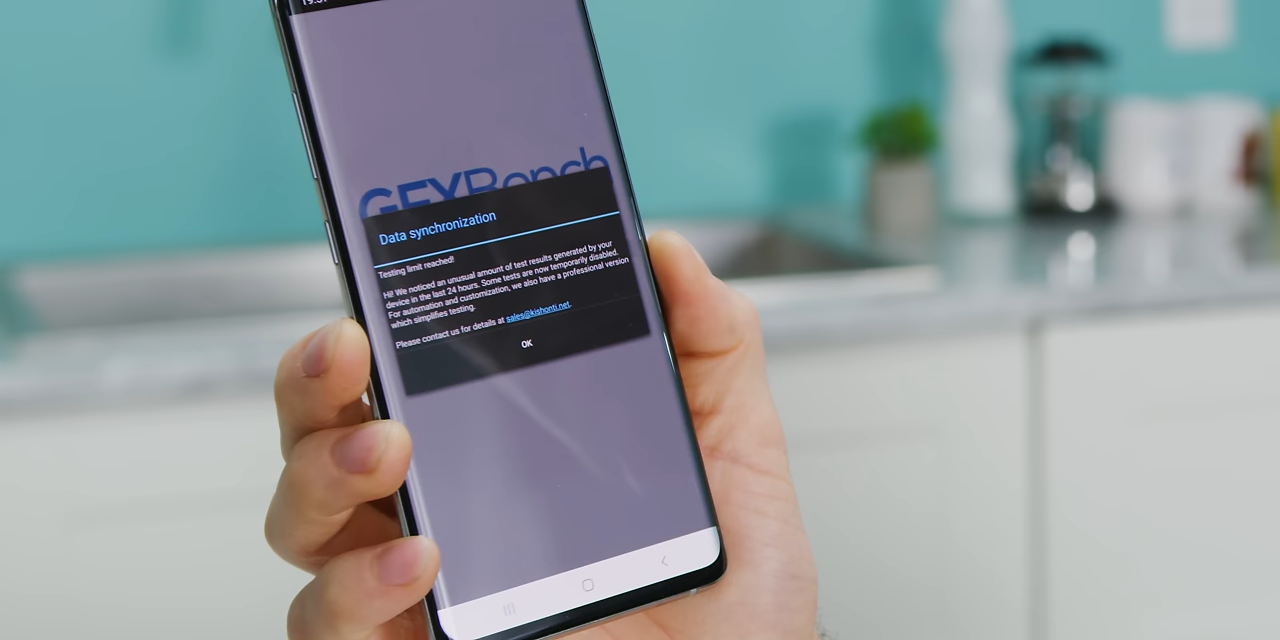 GFXBench
Data synchronization
Testing limit reached!
Hi! We noticed an unusual amount of test results generated by your
device in the last 24 hours. Some tests are now temporarily disabled.
For automation and customization, we also have a professional version
which simplifies testing.
Please contact us for details at sales@kishonti.net.
OK